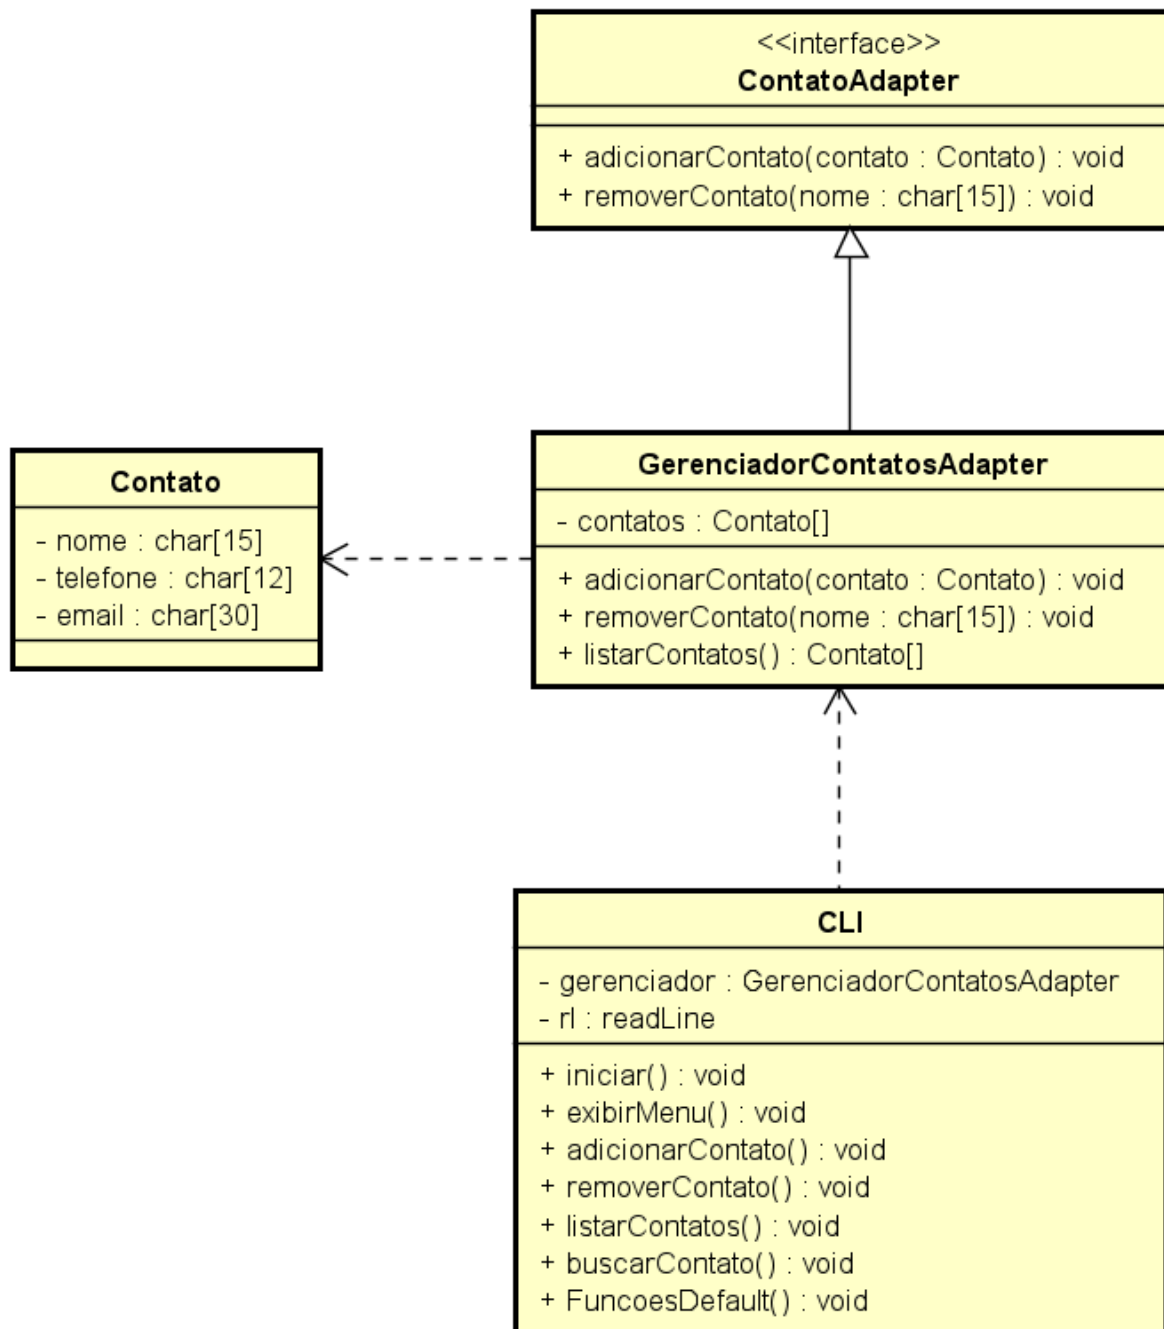 <<interface>>
ContatoAdapter
+ adicionarContato(contato : Contato) : void
+ removerContato(nome : char[15]) : void
Contato
- nome : char[15]
- telefone : char[12]
- email : char[30]
GerenciadorContatosAdapter
- contatos : Contato[]
+ adicionarContato(contato : Contato) : void
+ removerContato(nome : char[15]) : void
+ listarContatos() : Contato[]
CLI
- gerenciador : GerenciadorContatosAdapter
- rl : readLine
+ iniciar() : void
+ exibirMenu() : void
+ adicionarContato() : void
+ removerContato() : void
+ listarContatos() : void
+ buscarContato() : void
+ FuncoesDefault() : void